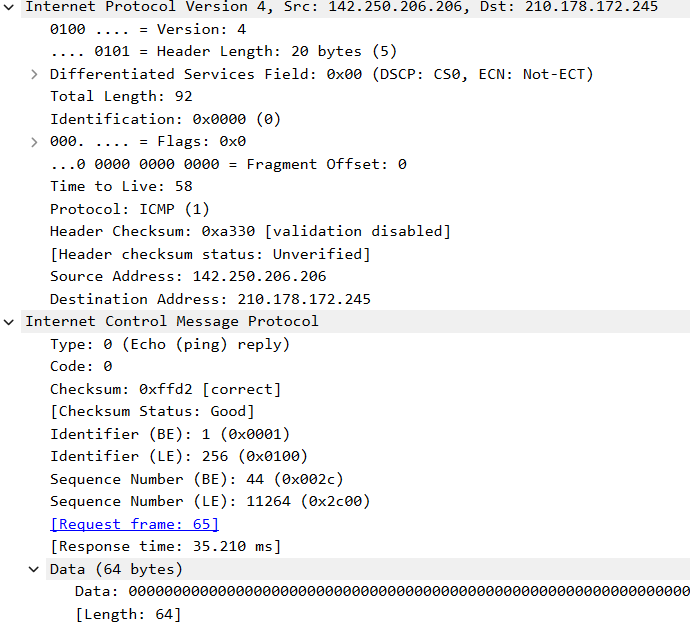 Internet Protocol Version 4, Src: 142.250.206.206, Dst: 210.178.172.245
0100 .... = Version: 4
.... 0101 = Header Length: 20 bytes (5)
Differentiated Services Field: 0x00 (DSCP: CS0, ECN: Not-ECT)
Total Length: 92
Identification: 0x0000 (0)
000. .... = Flags: 0x0
...0 0000 0000 0000 = Fragment Offset: 0
Time to Live: 58
Protocol: ICMP (1)
Header Checksum: 0xa330 [validation disabled]
[Header checksum status: Unverified]
Source Address: 142.250.206.206
Destination Address: 210.178.172.245
Internet Control Message Protocol
Type: 0 (Echo (ping) reply)
Code: 0
Checksum: 0xffd2 [correct]
[Checksum Status: Good]
Identifier (BE): 1 (0x0001)
Identifier (LE): 256 (0x0100)
Sequence Number (BE): 44 (0x002c)
Sequence Number (LE): 11264 (0x2c00)
[Request frame: 65]
[Response time: 35.210 ms]
Data (64 bytes)
Data: 000000000000000000000000000000000000000000000000000000000000000
[Length: 64]